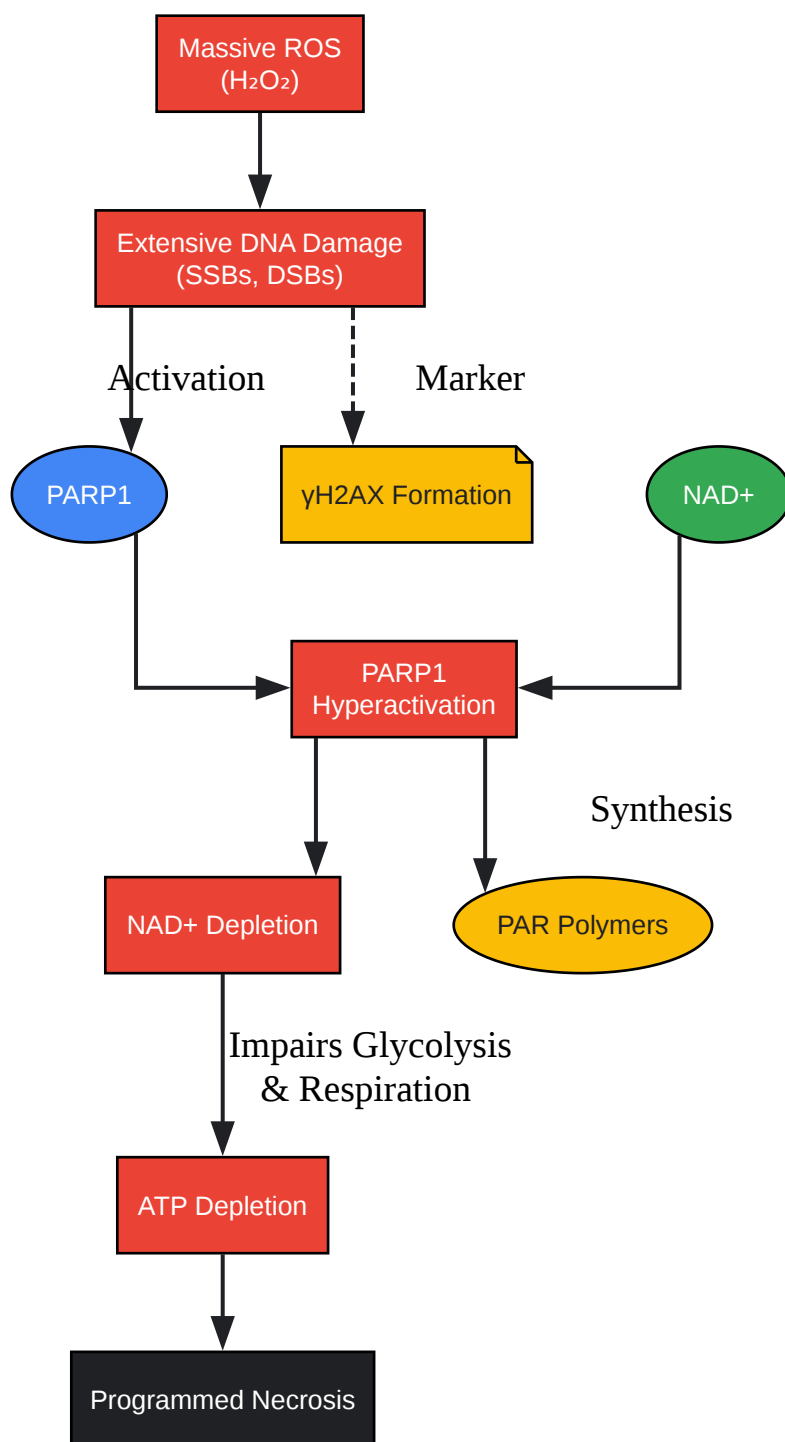 Massive ROS
(H₂O₂)
Extensive DNA Damage
(SSBs, DSBs)
Activation
Marker
PARP1
γH2AX Formation
NAD+
PARP1
Hyperactivation
Synthesis
NAD+ Depletion
PAR Polymers
Impairs Glycolysis
& Respiration
ATP Depletion
Programmed Necrosis